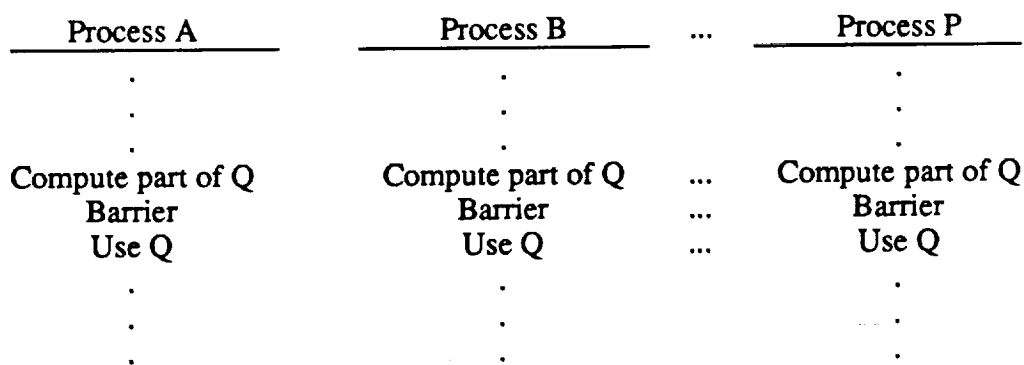 Process A Process B ... Process P
. . .
. . .
. . .
Compute part of Q Compute part of Q ... Compute part of Q
Barrier Barrier ... Barrier
Use Q Use Q ... Use Q
. . .
. . .
. . .